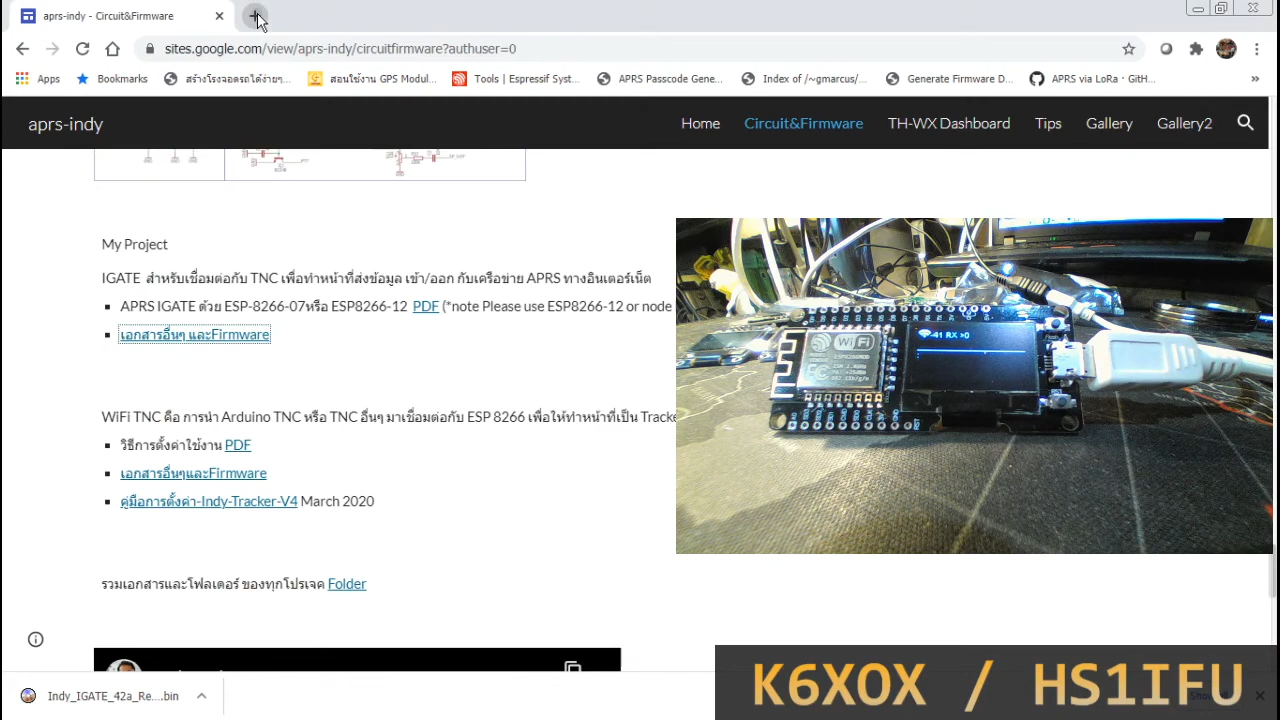 aprs-indy - Circuit&Firmware
sites.google.com/view/aprs-indy/circuitfirmware?authuser=0
Apps Bookmarks สร้างโรงจอดรถได้ง่ายๆ... สอนใช้งาน GPS Modul... Tools | Espressif Syst... APRS Passcode Gene... Index of /~gmarcus/... Generate Firmware D... APRS via LoRa · GitH... »
aprs-indy Home Circuit&Firmware TH-WX Dashboard Tips Gallery Gallery2
My Project
IGATE สำหรับเชื่อมต่อกับ TNC เพื่อทำหน้าที่ส่งข้อมูล เข้า/ออก กับเครือข่าย APRS ทางอินเตอร์เน็ต
APRS IGATE ด้วย ESP-8266-07หรือ ESP8266-12 PDF (*note Please use ESP8266-12 or node
เอกสารอื่นๆ และFirmware
WiFi TNC คือ การนำ Arduino TNC หรือ TNC อื่นๆ มาเชื่อมต่อกับ ESP 8266 เพื่อให้ทำหน้าที่เป็น Tracke
วิธีการตั้งค่าใช้งาน PDF
เอกสารอื่นๆและFirmware
คู่มือการตั้งค่า-Indy-Tracker-V4 March 2020
รวมเอกสารและโฟลเดอร์ ของทุกโปรเจค Folder
WiFi
-41 RX >0
Indy_IGATE_42a_Re....bin
K6XOX / HS1IFU